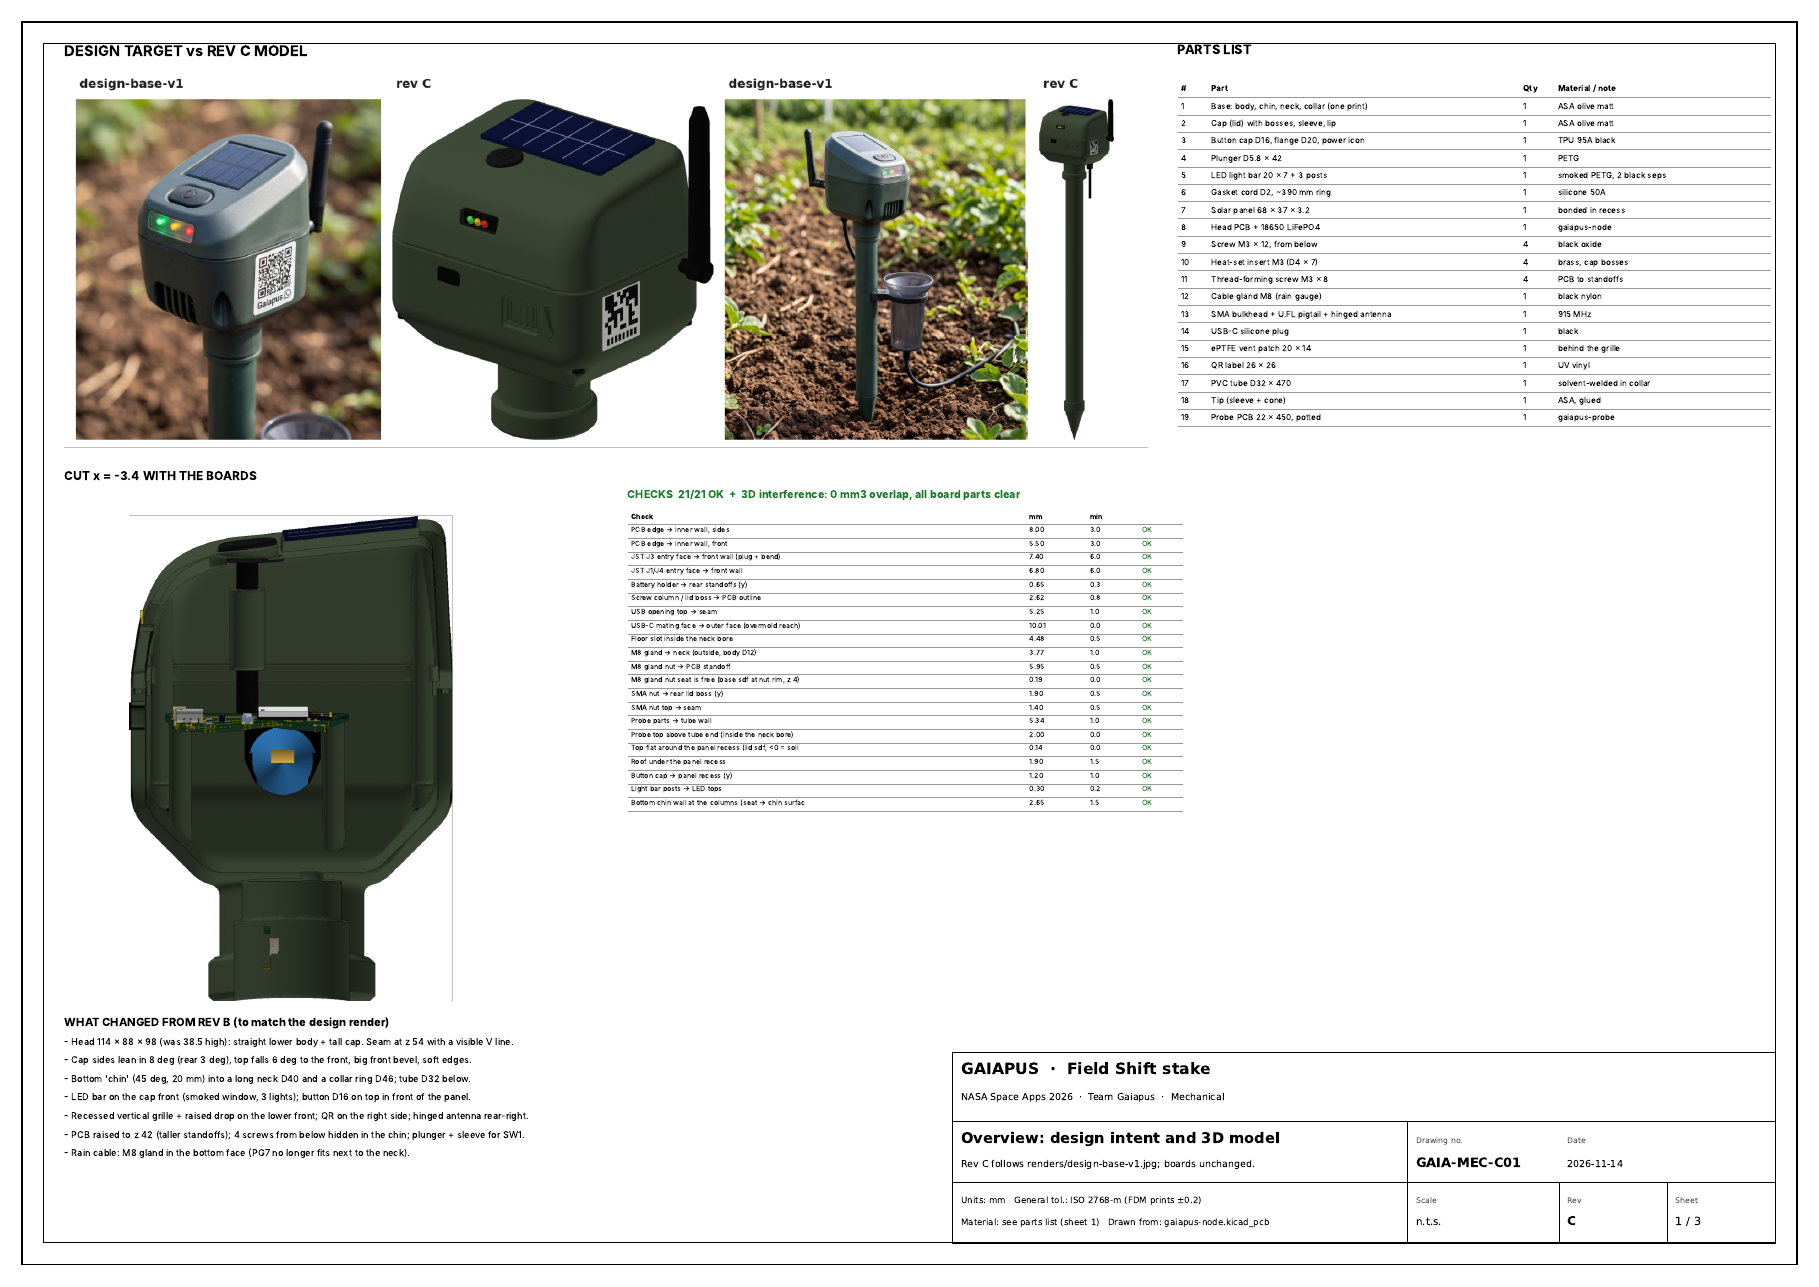 DESIGN TARGET vs REV C MODEL
design-base-v1
rev C
design-base-v1
rev C
Gaiapus
PARTS LIST
# Part Qty Material / note
1 Base: body, chin, neck, collar (one print) 1 ASA olive matt
2 Cap (lid) with bosses, sleeve, lip 1 ASA olive matt
3 Button cap D16, flange D20, power icon 1 TPU 95A black
4 Plunger D5.8 × 42 1 PETG
5 LED light bar 20 × 7 + 3 posts 1 smoked PETG, 2 black seps
6 Gasket cord D2, ~390 mm ring 1 silicone 50A
7 Solar panel 68 × 37 × 3.2 1 bonded in recess
8 Head PCB + 18650 LiFePO4 1 gaiapus-node
9 Screw M3 × 12, from below 4 black oxide
10 Heat-set insert M3 (D4 × 7) 4 brass, cap bosses
11 Thread-forming screw M3 × 8 4 PCB to standoffs
12 Cable gland M8 (rain gauge) 1 black nylon
13 SMA bulkhead + U.FL pigtail + hinged antenna 1 915 MHz
14 USB-C silicone plug 1 black
15 ePTFE vent patch 20 × 14 1 behind the grille
16 QR label 26 × 26 1 UV vinyl
17 PVC tube D32 × 470 1 solvent-welded in collar
18 Tip (sleeve + cone) 1 ASA, glued
19 Probe PCB 22 × 450, potted 1 gaiapus-probe
CUT x = -3.4 WITH THE BOARDS
CHECKS 21/21 OK + 3D interference: 0 mm3 overlap, all board parts clear
Check mm min
PCB edge → inner wall, sides 8.00 3.0 OK
PCB edge → inner wall, front 5.50 3.0 OK
JST J3 entry face → front wall (plug + bend) 7.40 6.0 OK
JST J1/J4 entry face → front wall 6.80 6.0 OK
Battery holder → rear standoffs (y) 0.65 0.3 OK
Screw column / lid boss → PCB outline 2.62 0.8 OK
USB opening top → seam 5.25 1.0 OK
USB-C mating face → outer face (overmold reach) 10.01 0.0 OK
Floor slot inside the neck bore 4.48 0.5 OK
M8 gland → neck (outside, body D12) 3.77 1.0 OK
M8 gland nut → PCB standoff 5.95 0.5 OK
M8 gland nut seat is free (base sdf at nut rim, z 4) 0.19 0.0 OK
SMA nut → rear lid boss (y) 1.90 0.5 OK
SMA nut top → seam 1.40 0.5 OK
Probe parts → tube wall 5.34 1.0 OK
Probe top above tube end (inside the neck bore) 2.00 0.0 OK
Top flat around the panel recess (lid sdf, <0 = soli 0.14 0.0 OK
Roof under the panel recess 1.90 1.5 OK
Button cap → panel recess (y) 1.20 1.0 OK
Light bar posts → LED tops 0.30 0.2 OK
Bottom chin wall at the columns (seat → chin surfac 2.65 1.5 OK
WHAT CHANGED FROM REV B (to match the design render)
- Head 114 × 88 × 98 (was 38.5 high): straight lower body + tall cap. Seam at z 54 with a visible V line.
- Cap sides lean in 8 deg (rear 3 deg), top falls 6 deg to the front, big front bevel, soft edges.
- Bottom 'chin' (45 deg, 20 mm) into a long neck D40 and a collar ring D46; tube D32 below.
- LED bar on the cap front (smoked window, 3 lights); button D16 on top in front of the panel.
- Recessed vertical grille + raised drop on the lower front; QR on the right side; hinged antenna rear-right.
- PCB raised to z 42 (taller standoffs); 4 screws from below hidden in the chin; plunger + sleeve for SW1.
- Rain cable: M8 gland in the bottom face (PG7 no longer fits next to the neck).
GAIAPUS · Field Shift stake
NASA Space Apps 2026 · Team Gaiapus · Mechanical
Overview: design intent and 3D model
Rev C follows renders/design-base-v1.jpg; boards unchanged.
Drawing no. Date
GAIA-MEC-C01 2026-11-14
Units: mm General tol.: ISO 2768-m (FDM prints ±0.2)
Material: see parts list (sheet 1) Drawn from: gaiapus-node.kicad_pcb
Scale Rev Sheet
n.t.s. C 1 / 3